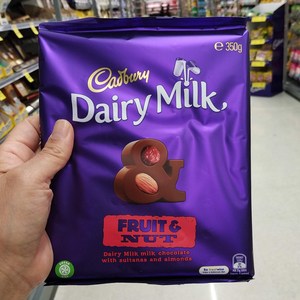 ℮ 350g
Cadbury
Dairy Milk
&
FRUIT &
NUT
Dairy Milk milk chocolate
with sultanas and almonds